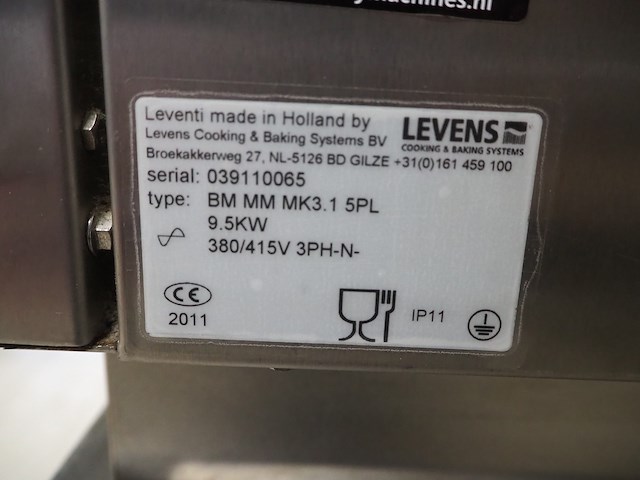 machines.nl
Leventi made in Holland by
Levens Cooking & Baking Systems BV
LEVENS
COOKING & BAKING SYSTEMS
Broekakkerweg 27, NL-5126 BD GILZE +31(0)161 459 100
serial: 039110065
type: BM MM MK3.1 5PL
9.5KW
380/415V 3PH-N-
CE
2011
IP11